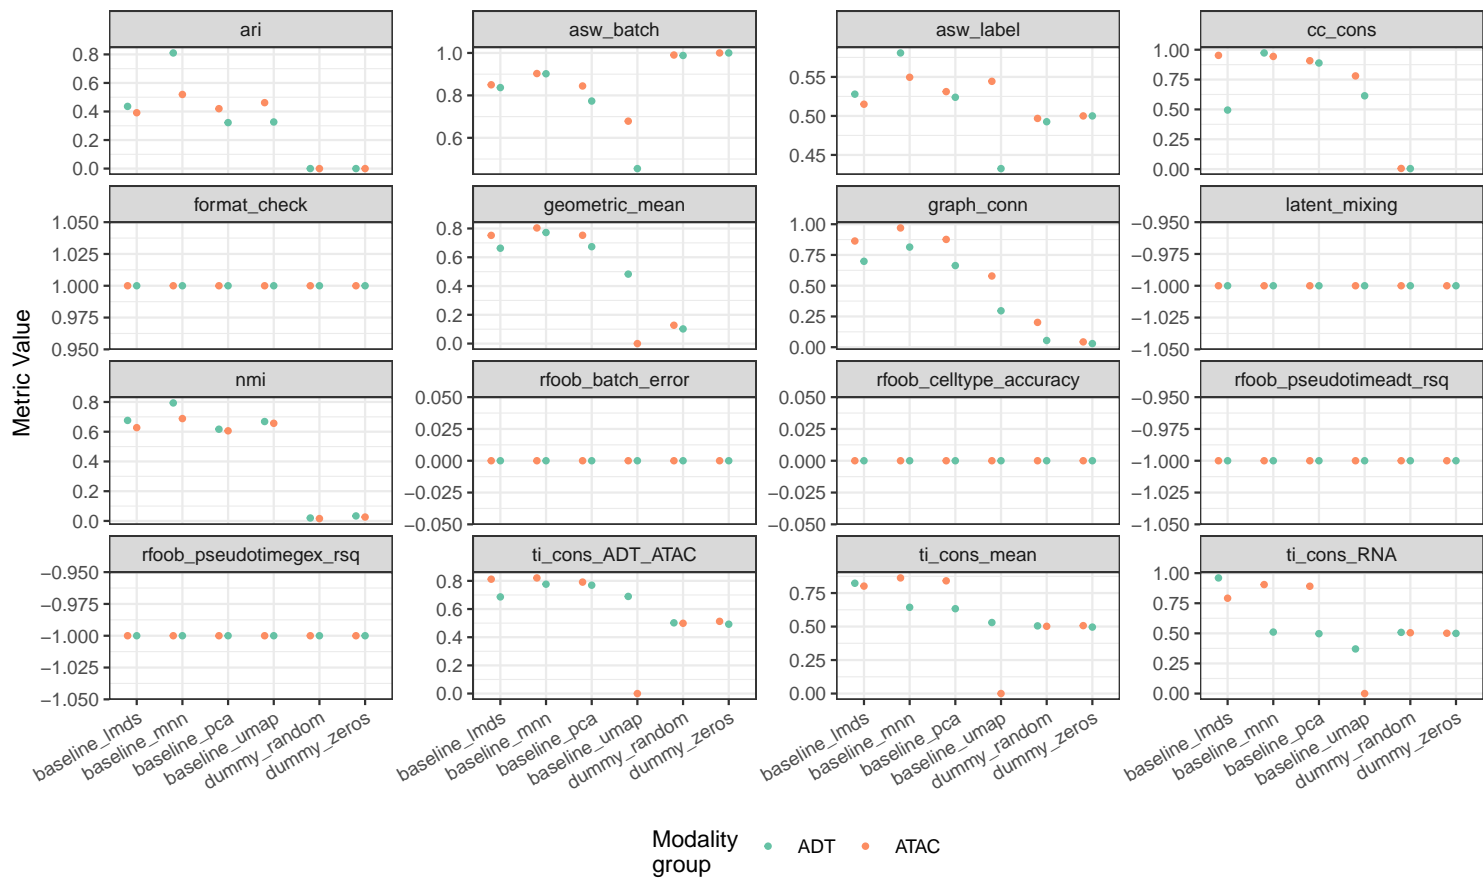 ari
asw_batch
asw_label
cc_cons
0.8
0.6
0.4
0.2
0.0
1.0
0.8
0.6
0.55
0.50
0.45
1.00
0.75
0.50
0.25
0.00
format_check
geometric_mean
graph_conn
latent_mixing
1.050
1.025
1.000
0.975
0.950
0.8
0.6
0.4
0.2
0.0
1.00
0.75
0.50
0.25
0.00
−0.950
−0.975
−1.000
−1.025
−1.050
nmi
rfoob_batch_error
rfoob_celltype_accuracy
rfoob_pseudotimeadt_rsq
0.8
0.6
0.4
0.2
0.0
0.050
0.025
0.000
−0.025
−0.050
0.050
0.025
0.000
−0.025
−0.050
−0.950
−0.975
−1.000
−1.025
−1.050
rfoob_pseudotimegex_rsq
ti_cons_ADT_ATAC
ti_cons_mean
ti_cons_RNA
−0.950
−0.975
−1.000
−1.025
−1.050
0.8
0.6
0.4
0.2
0.0
0.75
0.50
0.25
0.00
1.00
0.75
0.50
0.25
0.00
baseline_lmds
baseline_mnn
baseline_pca
baseline_umap
dummy_random
dummy_zeros
baseline_lmds
baseline_mnn
baseline_pca
baseline_umap
dummy_random
dummy_zeros
baseline_lmds
baseline_mnn
baseline_pca
baseline_umap
dummy_random
dummy_zeros
baseline_lmds
baseline_mnn
baseline_pca
baseline_umap
dummy_random
dummy_zeros
Metric Value
Modality
group
ADT
ATAC